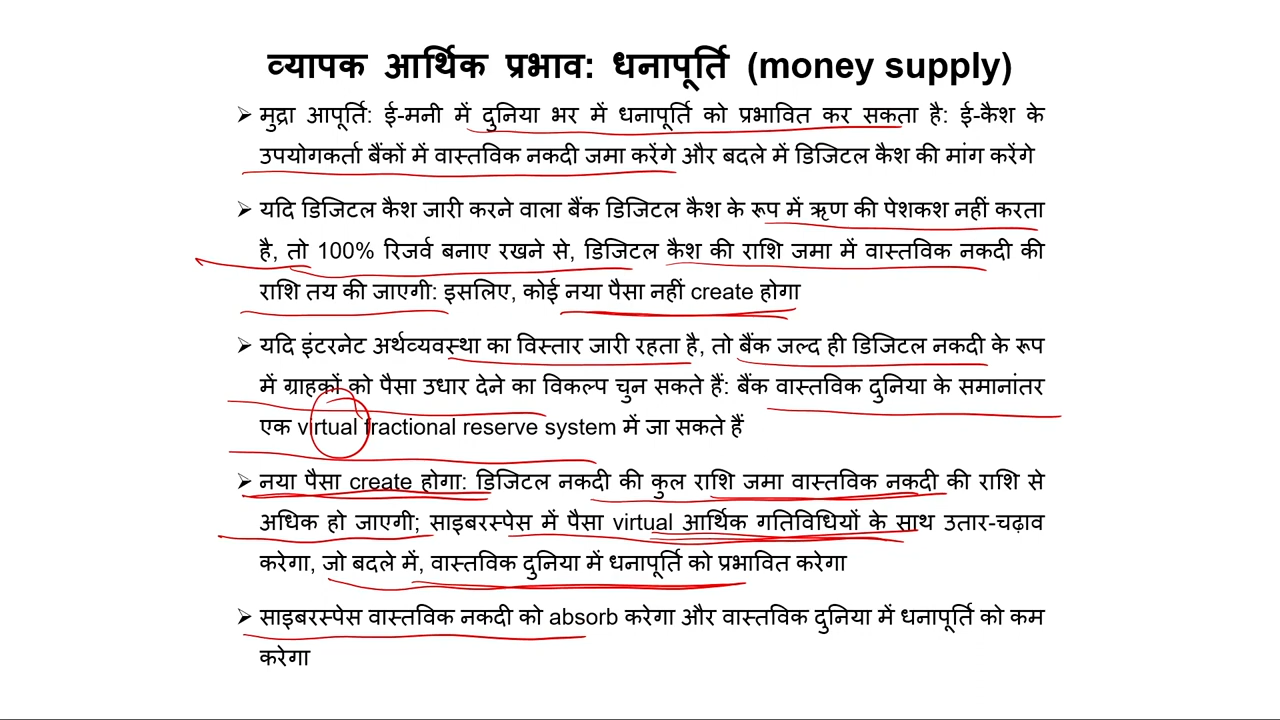 व्यापक आर्थिक प्रभाव: धनापूर्ति (money supply)
➢ मुद्रा आपूर्ति: ई-मनी में दुनिया भर में धनापूर्ति को प्रभावित कर सकता है: ई-कैश के
उपयोगकर्ता बैंकों में वास्तविक नकदी जमा करेंगे और बदले में डिजिटल कैश की मांग करेंगे
➢ यदि डिजिटल कैश जारी करने वाला बैंक डिजिटल कैश के रूप में ऋण की पेशकश नहीं करता
है, तो 100% रिजर्व बनाए रखने से, डिजिटल कैश की राशि जमा में वास्तविक नकदी की
राशि तय की जाएगी: इसलिए, कोई नया पैसा नहीं create होगा
➢ यदि इंटरनेट अर्थव्यवस्था का विस्तार जारी रहता है, तो बैंक जल्द ही डिजिटल नकदी के रूप
में ग्राहकों को पैसा उधार देने का विकल्प चुन सकते हैं: बैंक वास्तविक दुनिया के समानांतर
एक virtual fractional reserve system में जा सकते हैं
➢ नया पैसा create होगा: डिजिटल नकदी की कुल राशि जमा वास्तविक नकदी की राशि से
अधिक हो जाएगी; साइबरस्पेस में पैसा virtual आर्थिक गतिविधियों के साथ उतार-चढ़ाव
करेगा, जो बदले में, वास्तविक दुनिया में धनापूर्ति को प्रभावित करेगा
➢ साइबरस्पेस वास्तविक नकदी को absorb करेगा और वास्तविक दुनिया में धनापूर्ति को कम
करेगा